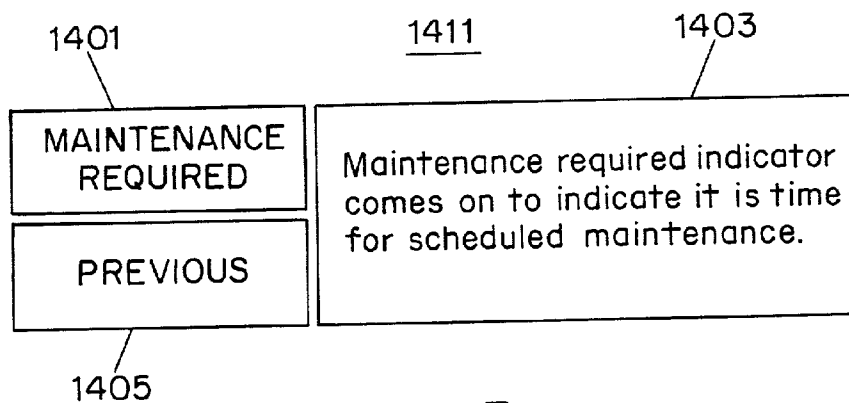 1401
1411
1403
MAINTENANCE
REQUIRED
Maintenance required indicator
comes on to indicate it is time
for scheduled maintenance.
PREVIOUS
1405